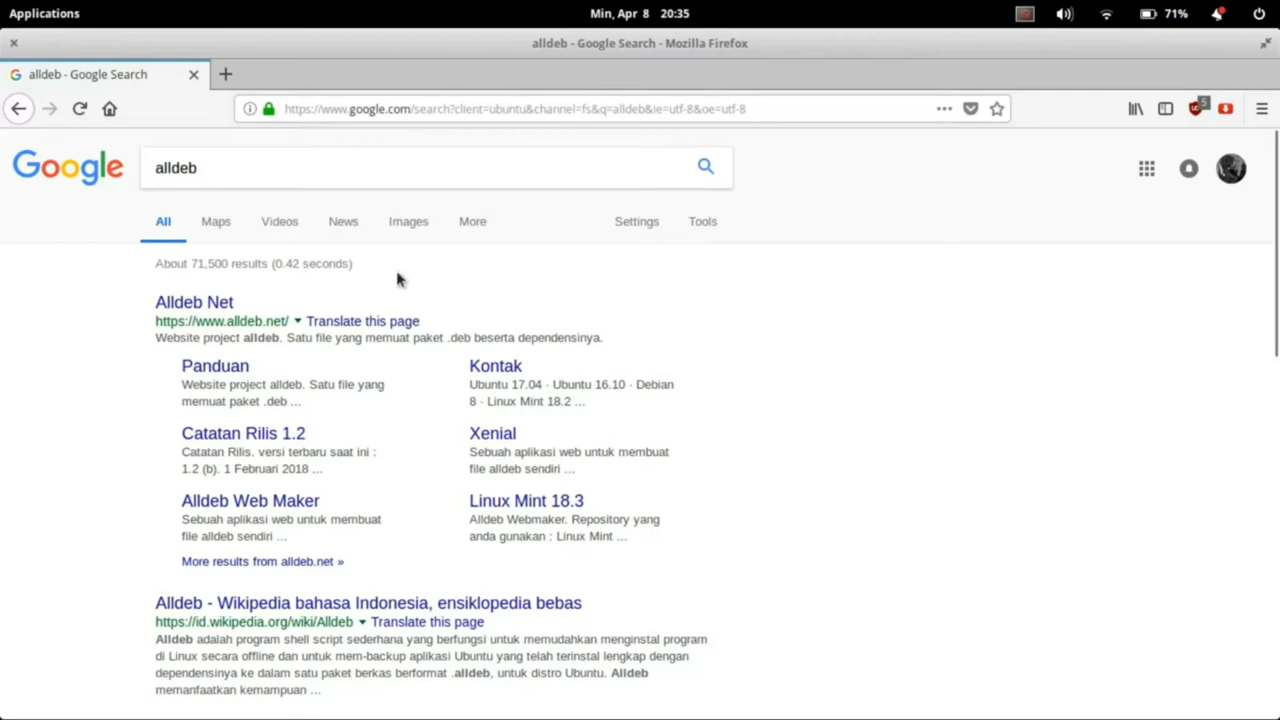 Applications
Min, Apr 8 20:35
71%
alldeb - Google Search - Mozilla Firefox
alldeb - Google Search
https://www.google.com/search?client=ubuntu&channel=fs&q=alldeb&ie=utf-8&oe=utf-8
5
Google
alldeb
All
Maps
Videos
News
Images
More
Settings
Tools
About 71,500 results (0.42 seconds)
Alldeb Net
https://www.alldeb.net/ Translate this page
Website project alldeb. Satu file yang memuat paket .deb beserta dependensinya.
Panduan
Website project alldeb. Satu file yang
memuat paket .deb ...
Kontak
Ubuntu 17.04 · Ubuntu 16.10 · Debian
8 · Linux Mint 18.2 ...
Catatan Rilis 1.2
Catatan Rilis. versi terbaru saat ini :
1.2 (b). 1 Februari 2018 ...
Xenial
Sebuah aplikasi web untuk membuat
file alldeb sendiri ...
Alldeb Web Maker
Sebuah aplikasi web untuk membuat
file alldeb sendiri ...
Linux Mint 18.3
Alldeb Webmaker. Repository yang
anda gunakan : Linux Mint ...
More results from alldeb.net »
Alldeb - Wikipedia bahasa Indonesia, ensiklopedia bebas
https://id.wikipedia.org/wiki/Alldeb Translate this page
Alldeb adalah program shell script sederhana yang berfungsi untuk memudahkan menginstal program
di Linux secara offline dan untuk mem-backup aplikasi Ubuntu yang telah terinstal lengkap dengan
dependensinya ke dalam satu paket berkas berformat .alldeb, untuk distro Ubuntu. Alldeb
memanfaatkan kemampuan ...